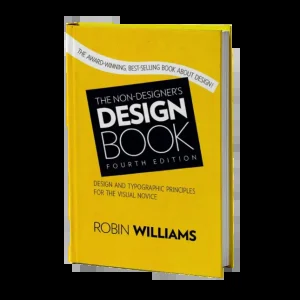 THE AWARD-WINNING, BEST-SELLING BOOK ABOUT DESIGN!
THE NON-DESIGNER'S
DESIGN
BOOK
FOURTH EDITION
DESIGN AND TYPOGRAPHIC PRINCIPLES
FOR THE VISUAL NOVICE
ROBIN WILLIAMS